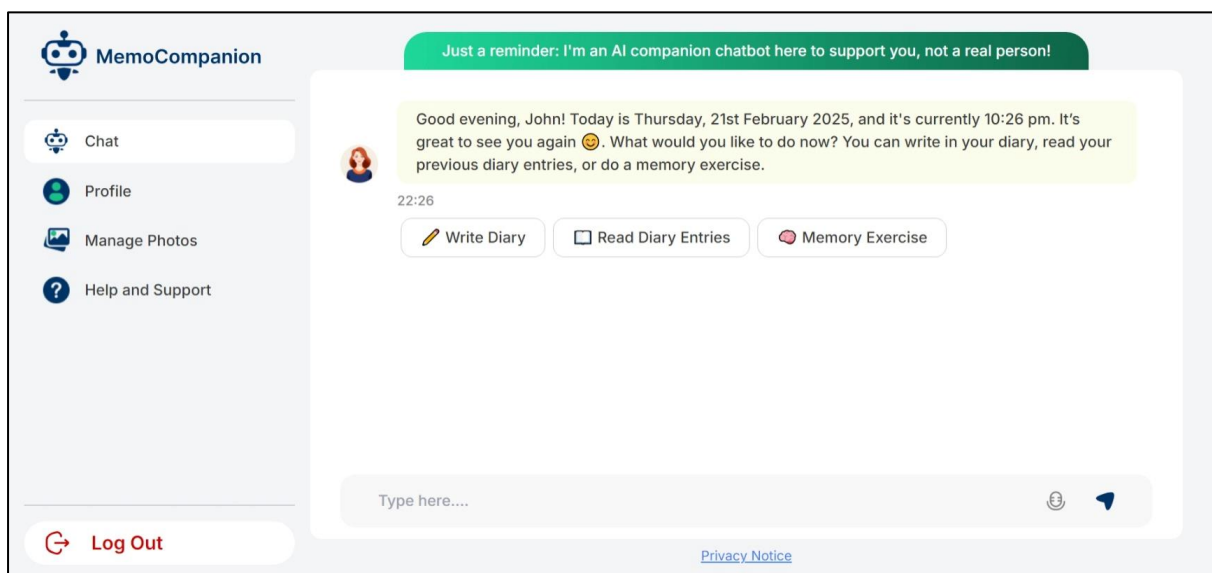 MemoCompanion
Just a reminder: I'm an AI companion chatbot here to support you, not a real person!
Chat
Profile
Manage Photos
Help and Support
Log Out
Good evening, John! Today is Thursday, 21st February 2025, and it's currently 10:26 pm. It’s
great to see you again 😊. What would you like to do now? You can write in your diary, read your
previous diary entries, or do a memory exercise.
22:26
Write Diary
Read Diary Entries
Memory Exercise
Type here....
Privacy Notice